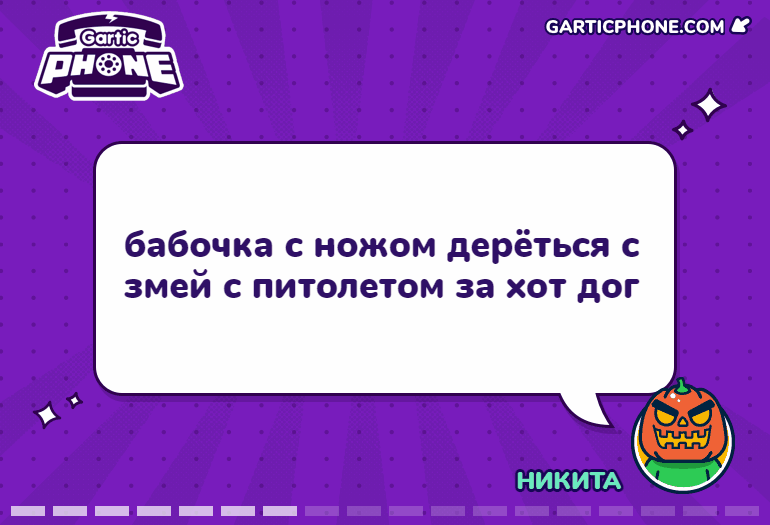 Gartic
PHONE
GARTICPHONE.COM
бабочка с ножом дерёться с
змей с питолетом за хот дог
НИКИТА